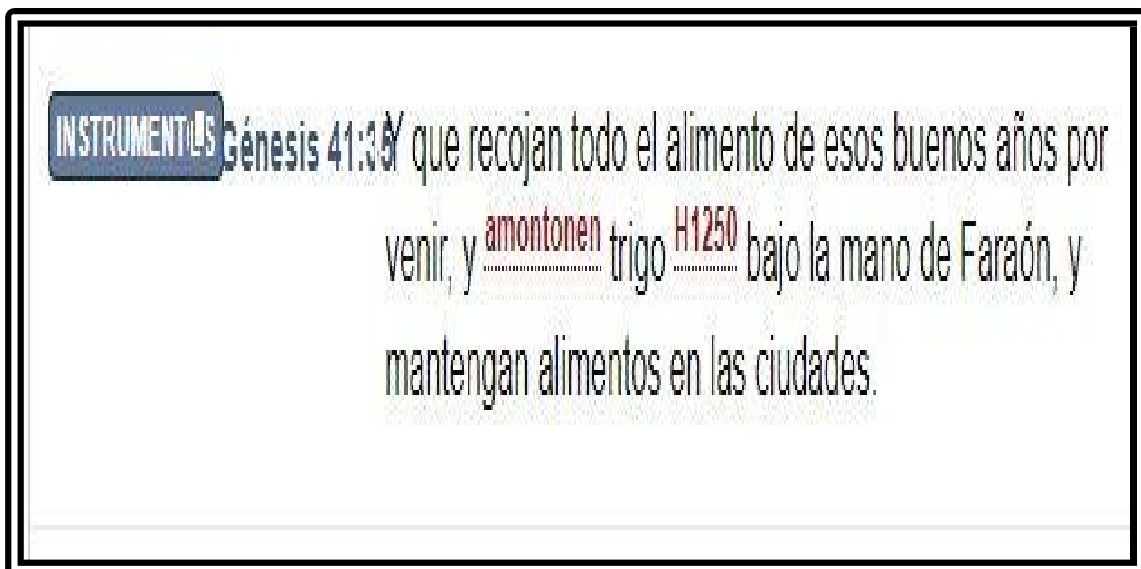 INSTRUMENTOS Génesis 41:35 Y que recojan todo el alimento de esos buenos años por
venir, y amontonen trigo H1250 bajo la mano de Faraón, y
mantengan alimentos en las ciudades.